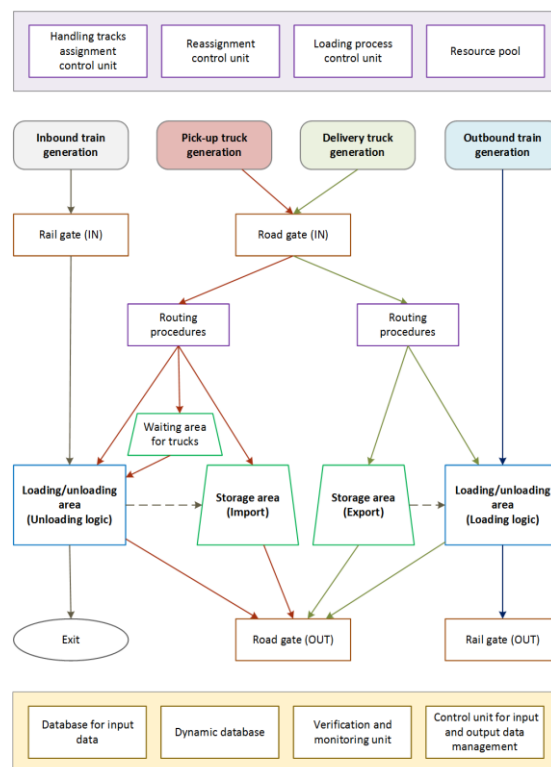 Handling tracks
assignment
control unit
Reassignment
control unit
Loading process
control unit
Resource pool
Inbound train
generation
Pick-up truck
generation
Delivery truck
generation
Outbound train
generation
Rail gate (IN)
Road gate (IN)
Routing
procedures
Routing
procedures
Waiting area
for trucks
Loading/unloading
area
(Unloading logic)
Storage area
(Import)
Storage area
(Export)
Loading/unloading
area
(Loading logic)
Exit
Road gate (OUT)
Rail gate (OUT)
Database for input
data
Dynamic database
Verification and
monitoring unit
Control unit for input
and output data
management